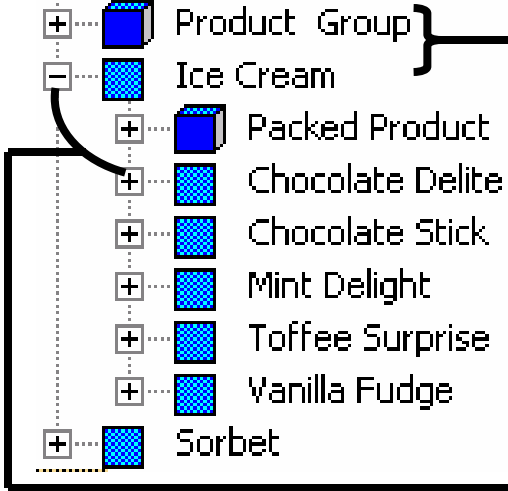 Product Group
Ice Cream
Packed Product
Chocolate Delite
Chocolate Stick
Mint Delight
Toffee Surprise
Vanilla Fudge
Sorbet